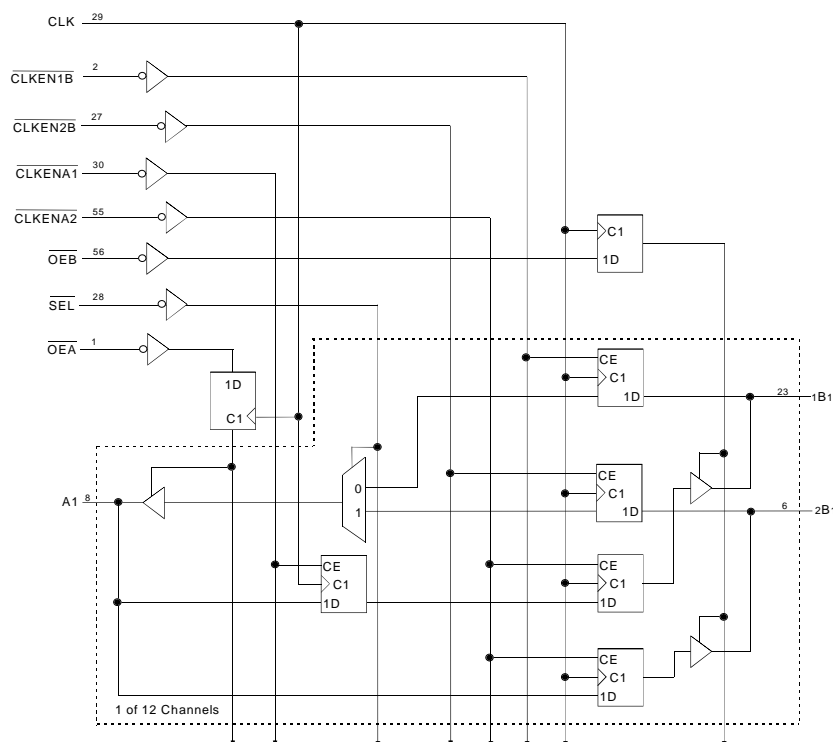 CLK 29
CLKEN1B 2
CLKEN2B 27
CLKENA1 30
CLKENA2 55
C1
OEB 56
1D
SEL 28
OEA 1
CE
1D
C1
1D 23 1B1
C1
CE
A1 8
0
C1
1
1D 6 2B1
CE
CE
C1
C1
1D
1D
CE
C1
1D
1 of 12 Channels